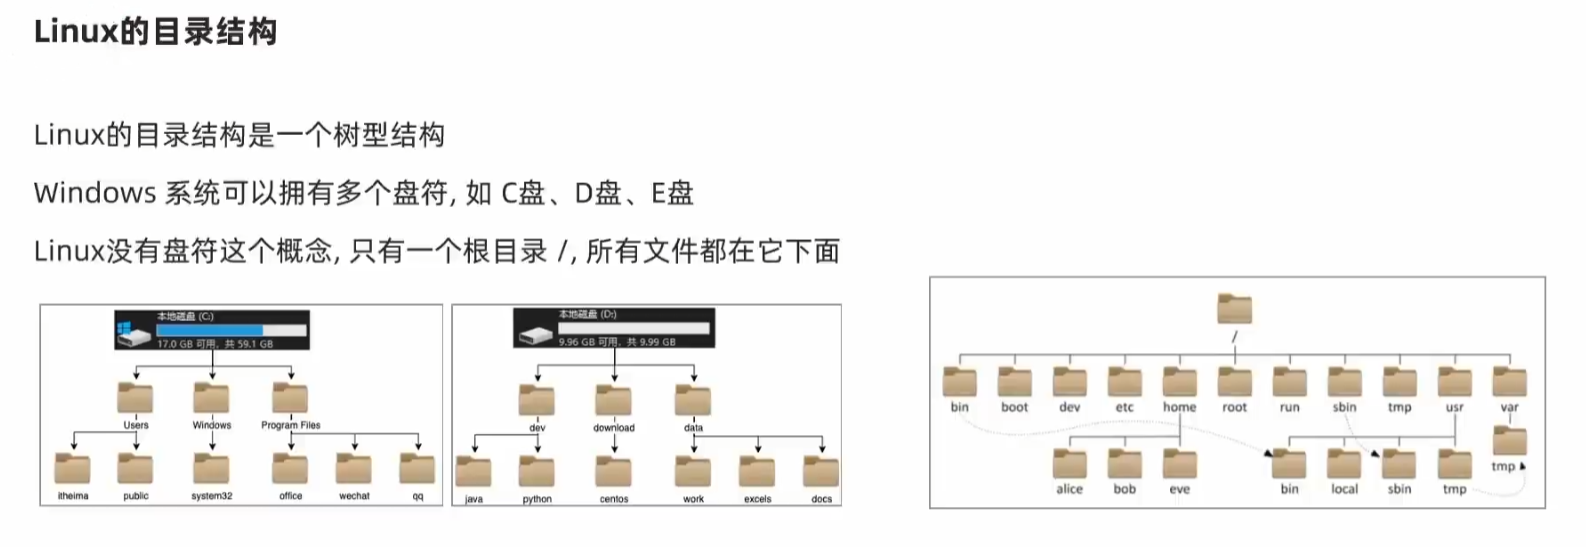 Linux的目录结构
Linux的目录结构是一个树型结构
Windows 系统可以拥有多个盘符, 如 C盘、D盘、E盘
Linux没有盘符这个概念, 只有一个根目录 /, 所有文件都在它下面
本地磁盘 (C:)
17.0 GB 可用，共 59.1 GB
Users Windows Program Files
itheima public system32 office wechat qq
本地磁盘 (D:)
9.96 GB 可用，共 9.99 GB
dev download data
java python centos work excels docs
/
bin boot dev etc home root run sbin tmp usr var
tmp
alice bob eve bin local sbin tmp